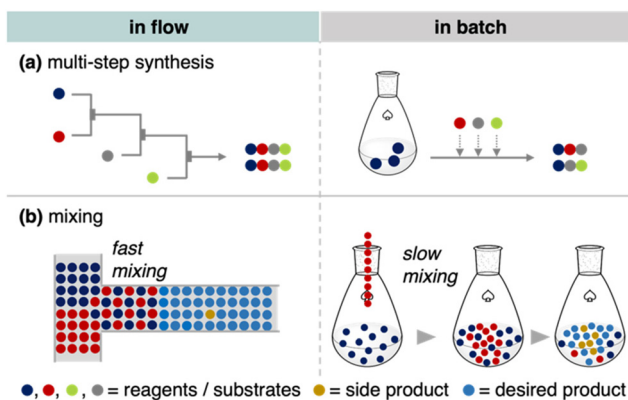 in flow
in batch
(a) multi-step synthesis
(b) mixing
fast
mixing
slow
mixing
, , , = reagents / substrates = side product = desired product